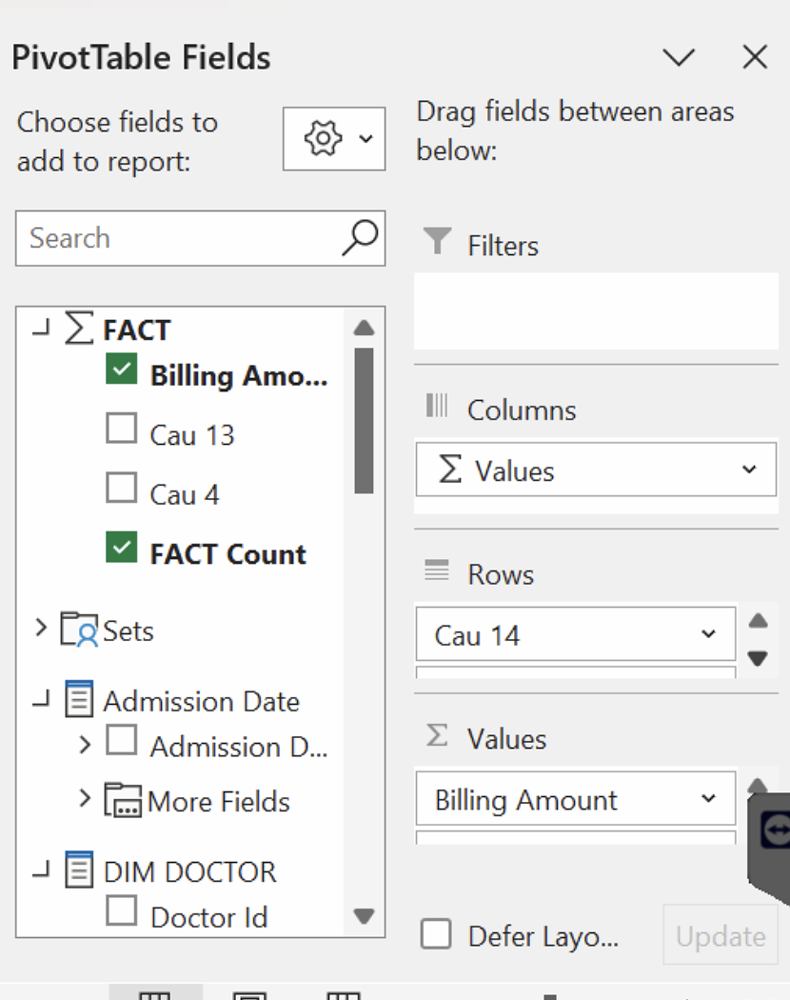 PivotTable Fields
Choose fields to
add to report:
Search
FACT
Billing Amo...
Cau 13
Cau 4
FACT Count
Sets
Admission Date
Admission D...
More Fields
DIM DOCTOR
Doctor Id
Drag fields between areas
below:
Filters
Columns
Σ Values
Rows
Cau 14
Σ Values
Billing Amount
Defer Layo...
Update